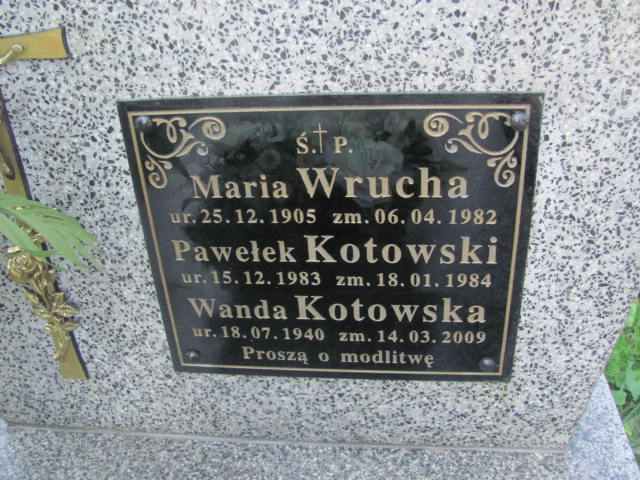 Ś.†P.
Maria Wrucha
ur. 25.12.1905 zm. 06.04.1982
Pawełek Kotowski
ur. 15.12.1983 zm. 18.01.1984
Wanda Kotowska
ur. 18.07.1940 zm. 14.03.2009
Proszą o modlitwę